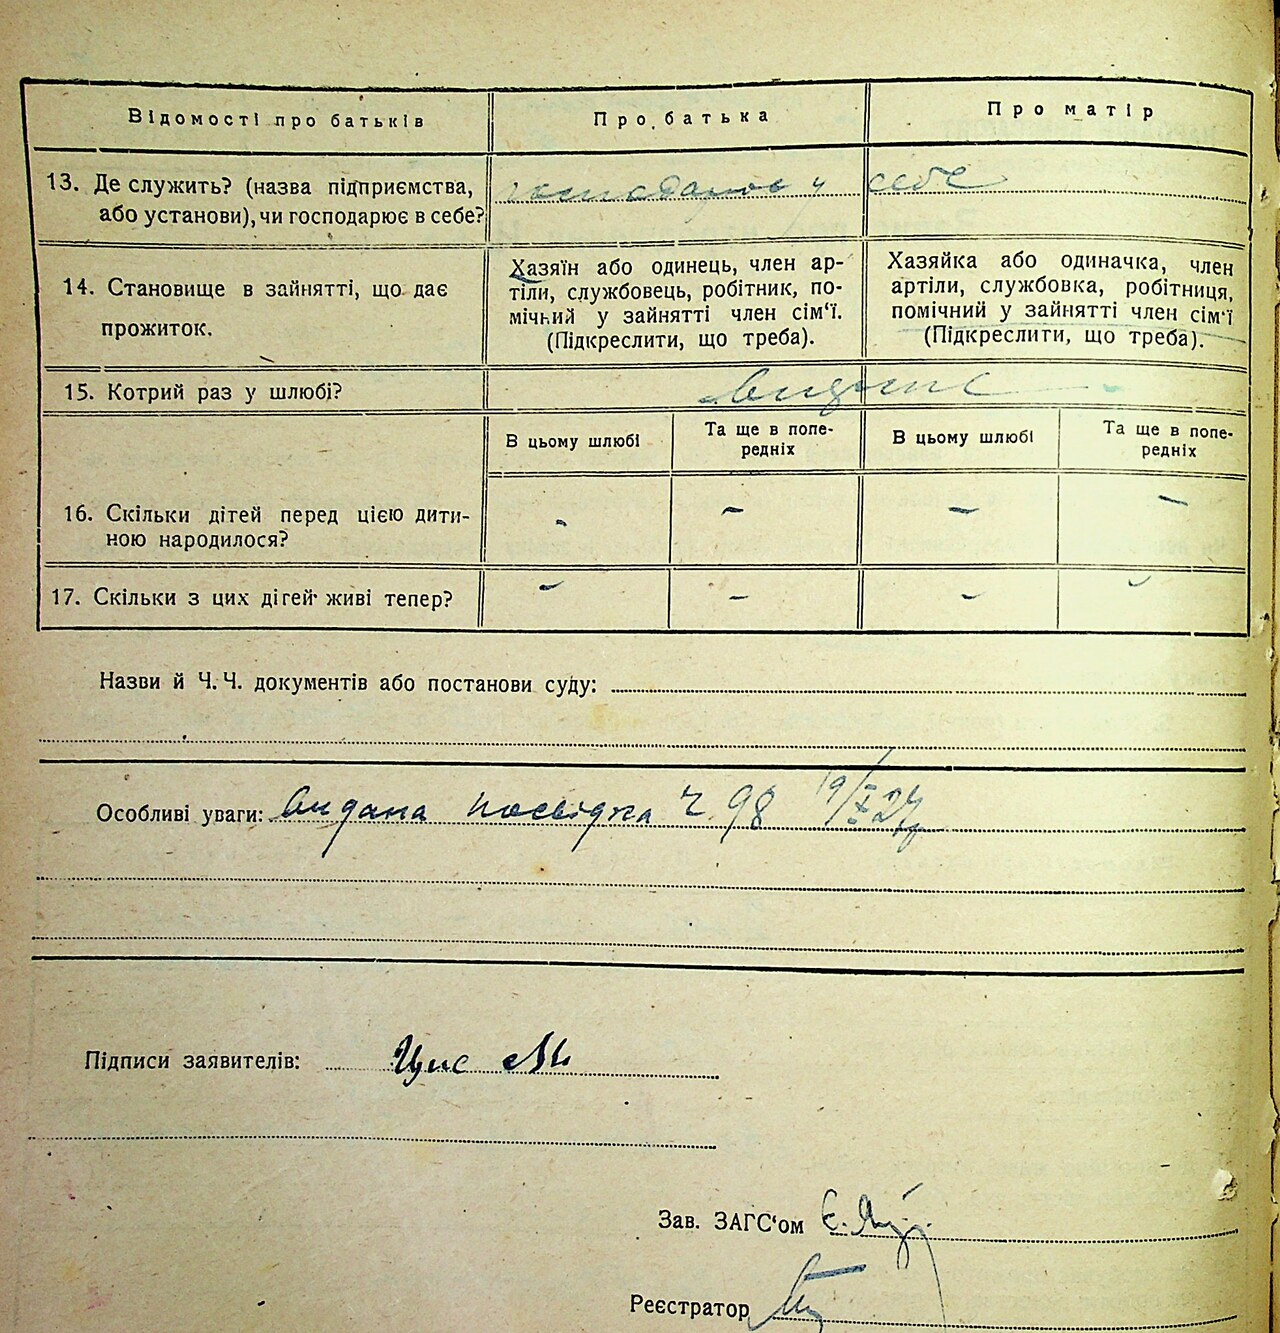 Відомості про батьків
Про батька
Про матір
13. Де служить? (назва підприємства,
або установи), чи господарює в себе?
господарює у себе
14. Становище в зайнятті, що дає
прожиток.
Хазяїн або одинець, член ар-
тіли, службовець, робітник, по-
мічний у зайнятті член сім'ї.
(Підкреслити, що треба).
Хазяйка або одиначка, член
артіли, службовка, робітниця,
помічний у зайнятті член сім'ї
(Підкреслити, що треба).
15. Котрий раз у шлюбі?
В цьому шлюбі
Та ще в попе-
редніх
В цьому шлюбі
Та ще в попе-
редніх
16. Скільки дітей перед цією дити-
ною народилося?
- - - -
17. Скільки з цих дітей живі тепер?
- - - -
Назви й Ч. Ч. документів або постанови суду:
Особливі уваги: видана посвідка Ч 98 19/X 27
Підписи заявителів:
Зав. ЗАГС'ом
Реєстратор